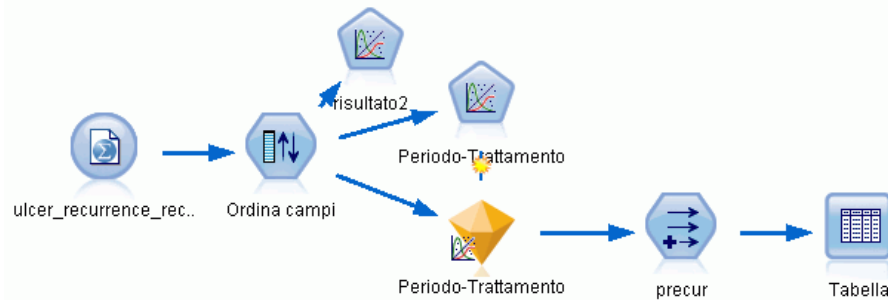 risultato2
Periodo-Trattamento
ulcer_recurrence_rec..
Ordina campi
Periodo-Trattamento
precur
Tabella